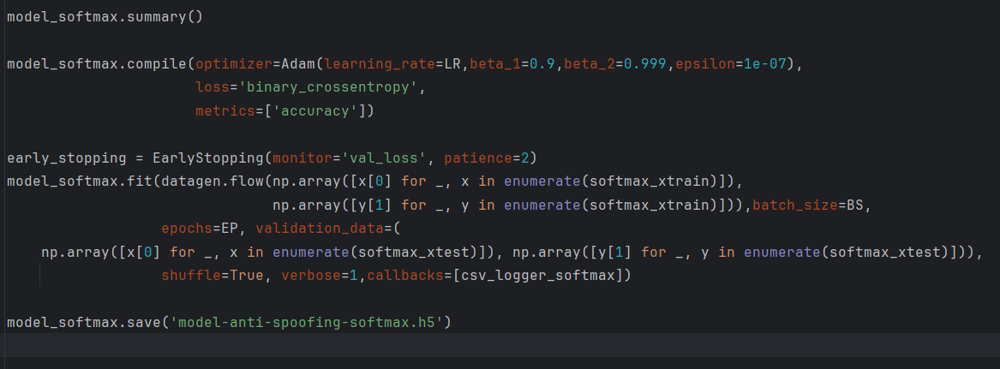 model_softmax.summary()
model_softmax.compile(optimizer=Adam(learning_rate=LR,beta_1=0.9,beta_2=0.999,epsilon=1e-07),
loss='binary_crossentropy',
metrics=['accuracy'])
early_stopping = EarlyStopping(monitor='val_loss', patience=2)
model_softmax.fit(datagen.flow(np.array([x[0] for _, x in enumerate(softmax_xtrain)]),
np.array([y[1] for _, y in enumerate(softmax_xtrain)])),batch_size=BS,
epochs=EP, validation_data=(
np.array([x[0] for _, x in enumerate(softmax_xtest)]), np.array([y[1] for _, y in enumerate(softmax_xtest)])),
shuffle=True, verbose=1,callbacks=[csv_logger_softmax])
model_softmax.save('model-anti-spoofing-softmax.h5')